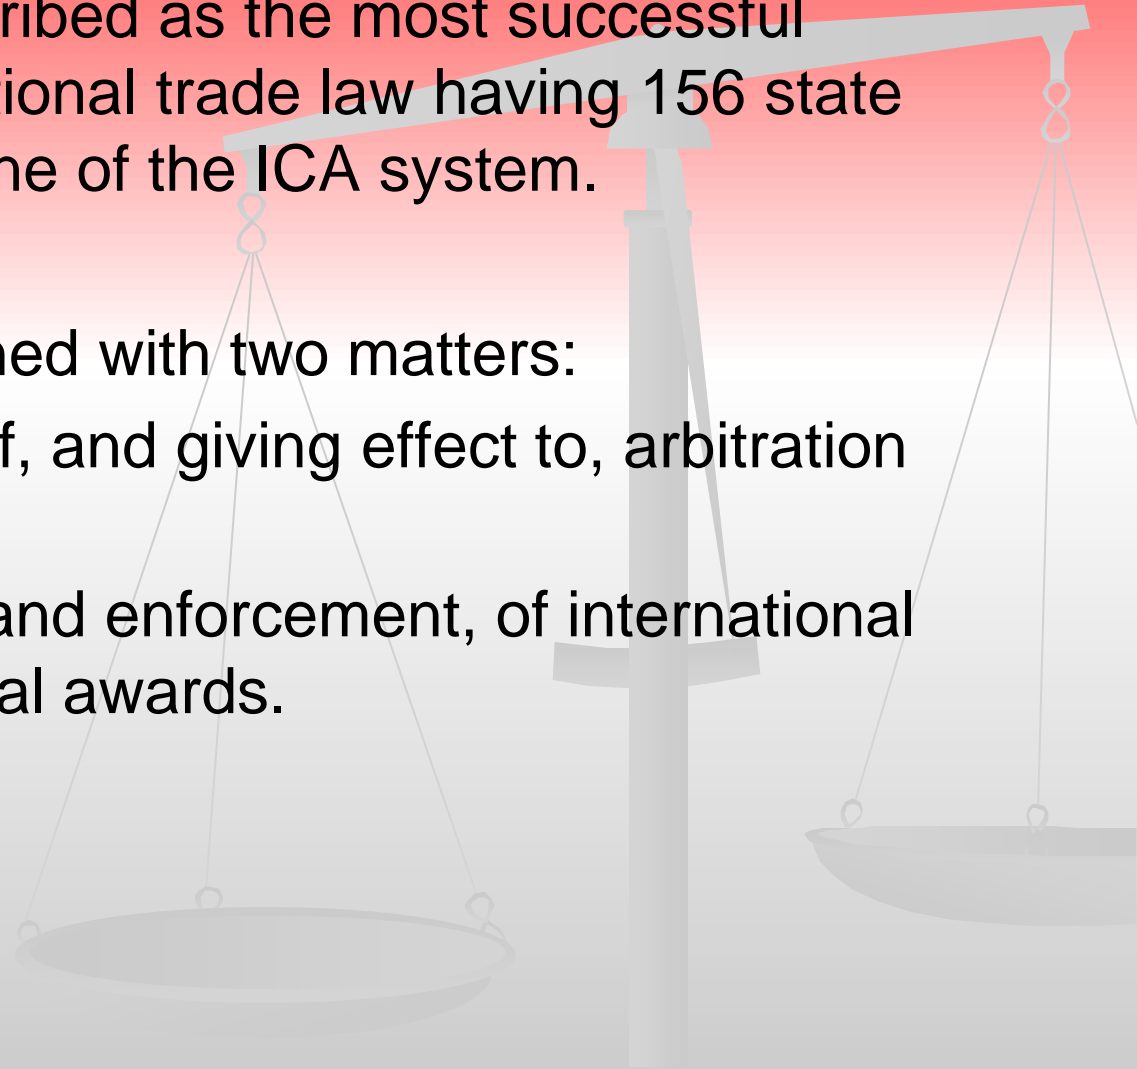 ribed as the most successful
tional trade law having 156 state
ne of the ICA system.
ned with two matters:
f, and giving effect to, arbitration
and enforcement, of international
al awards.